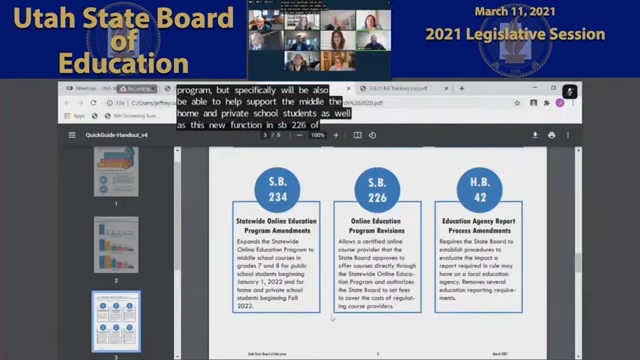 Utah State Board
of
Education
March 11, 2021
2021 Legislative Session
program, but specifically will be also
be able to help support the middle the
home and private school students as well
as this new function in sb 226 of
QuickGuide-Handout_v4
3 / 5
100%
Apps
Maps
1
2
3
S.B.
234
Statewide Online Education
Program Amendments
Expands the Statewide
Online Education Program to
middle school courses in
grades 7 and 8 for public
school students beginning
January 1, 2022 and for
home and private school
students beginning Fall
2022.
S.B.
226
Online Education
Program Revisions
Allows a certified online
course provider that the
State Board approves to
offer courses directly through
the Statewide Online Educa-
tion Program and authorizes
the State Board to set fees
to cover the costs of regulat-
ing course providers.
H.B.
42
Education Agency Report
Process Amendments
Requires the State Board to
establish procedures to
evaluate the impact a
report required in rule may
have on a local education
agency. Removes several
education reporting require-
ments.
Utah State Board of Education
March 2021